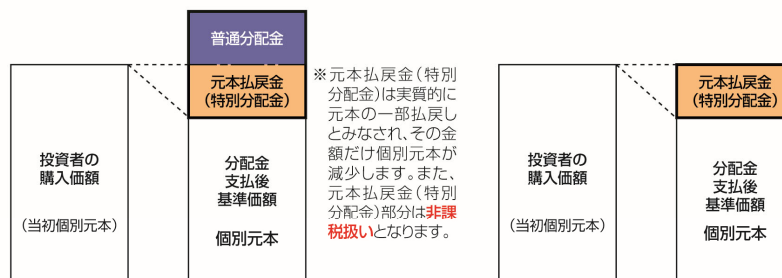 普通分配金
元本払戻金
(特別分配金)
投資者の
購入価額
(当初個別元本)
分配金
支払後
基準価額
個別元本
※元本払戻金(特別
分配金)は実質的に
元本の一部払戻し
とみなされ、その金
額だけ個別元本が
減少します。また、
元本払戻金(特別
分配金)部分は非課
税扱いとなります。
投資者の
購入価額
(当初個別元本)
元本払戻金
(特別分配金)
分配金
支払後
基準価額
個別元本